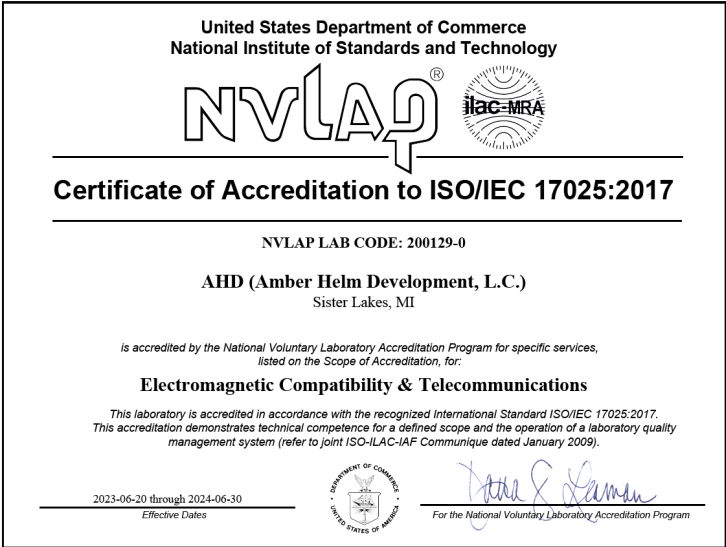 United States Department of Commerce
National Institute of Standards and Technology
NVLAP®
ilac-MRA
Certificate of Accreditation to ISO/IEC 17025:2017
NVLAP LAB CODE: 200129-0
AHD (Amber Helm Development, L.C.)
Sister Lakes, MI
is accredited by the National Voluntary Laboratory Accreditation Program for specific services,
listed on the Scope of Accreditation, for:
Electromagnetic Compatibility & Telecommunications
This laboratory is accredited in accordance with the recognized International Standard ISO/IEC 17025:2017.
This accreditation demonstrates technical competence for a defined scope and the operation of a laboratory quality
management system (refer to joint ISO-ILAC-IAF Communique dated January 2009).
2023-06-20 through 2024-06-30
Effective Dates
DEPARTMENT OF COMMERCE
UNITED STATES OF AMERICA
For the National Voluntary Laboratory Accreditation Program